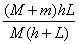 (M + m)hL
M(h + L)